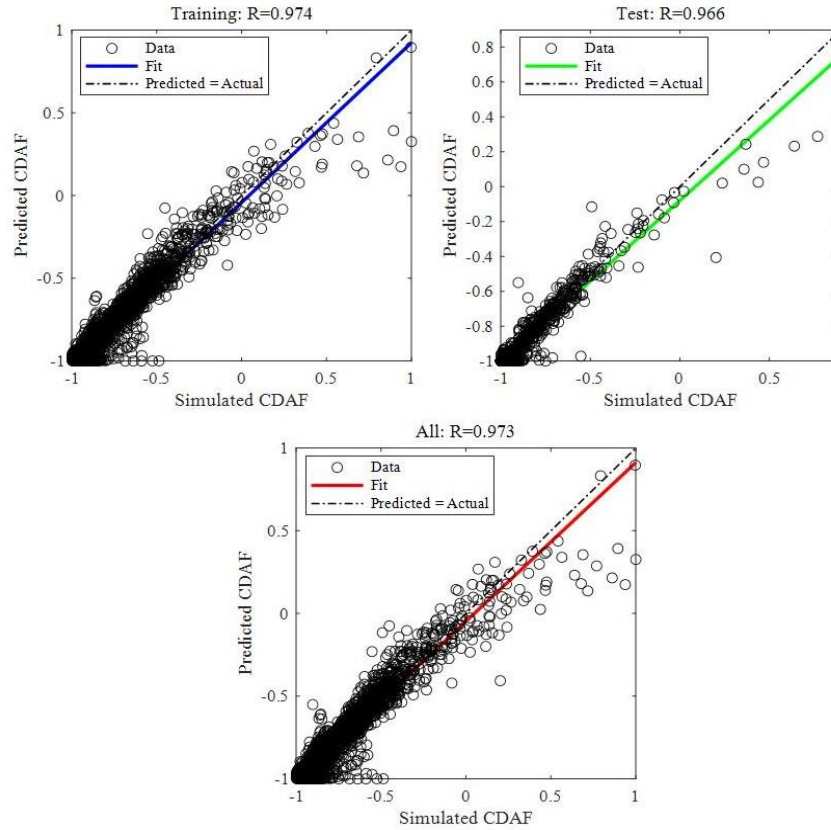 Training: R=0.974
1
0.5
0
-0.5
-1
Predicted CDAF
Data
Fit
Predicted = Actual
-1
-0.5
0
0.5
1
Simulated CDAF
Test: R=0.966
0.8
0.6
0.4
0.2
0
-0.2
-0.4
-0.6
-0.8
-1
Predicted CDAF
Data
Fit
Predicted = Actual
-1
-0.5
0
0.5
Simulated CDAF
All: R=0.973
1
0.5
0
-0.5
-1
Predicted CDAF
Data
Fit
Predicted = Actual
-1
-0.5
0
0.5
1
Simulated CDAF